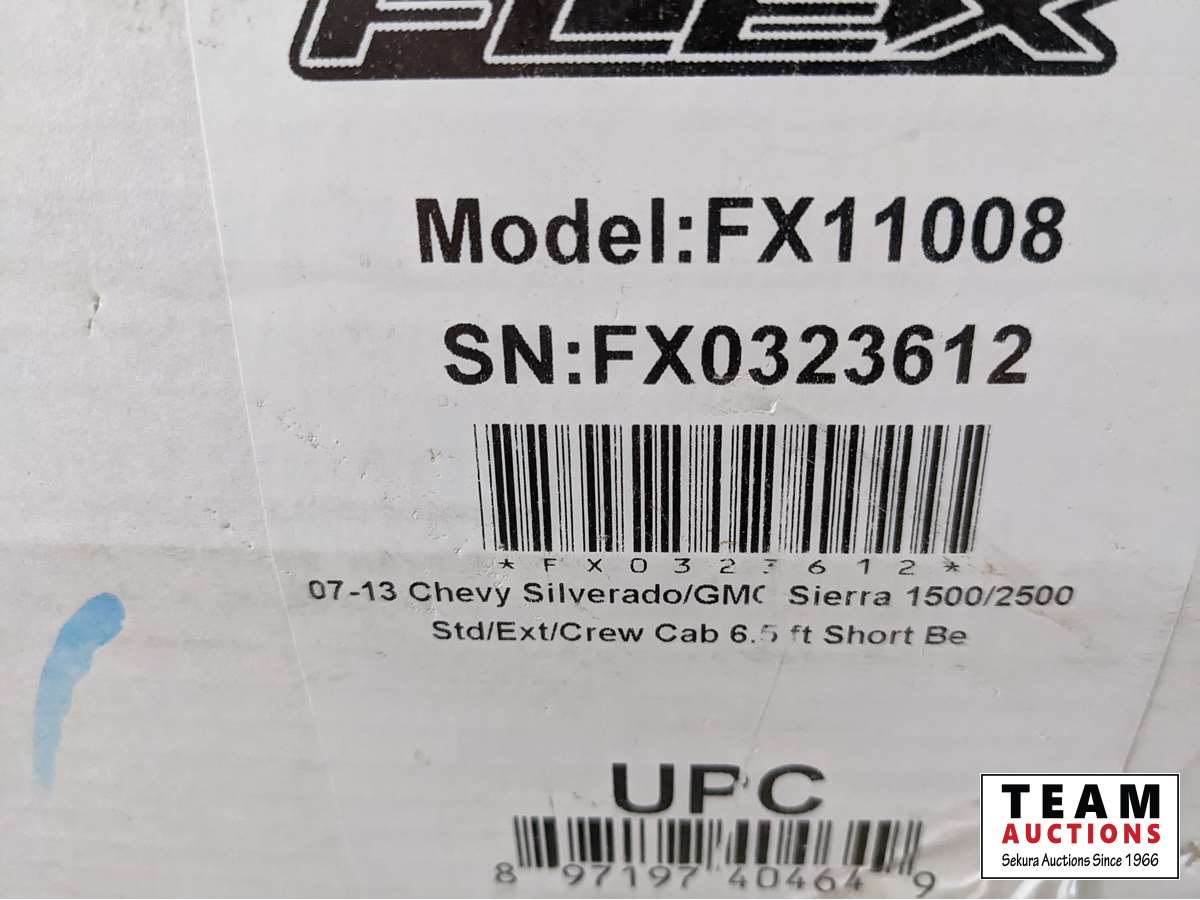 FLEX
Model:FX11008
SN:FX0323612
*FX0323612*
07-13 Chevy Silverado/GMC Sierra 1500/2500
Std/Ext/Crew Cab 6.5 ft Short Be
UPC
8 97197 40464 9
TEAM
AUCTIONS
Sekura Auctions Since 1966